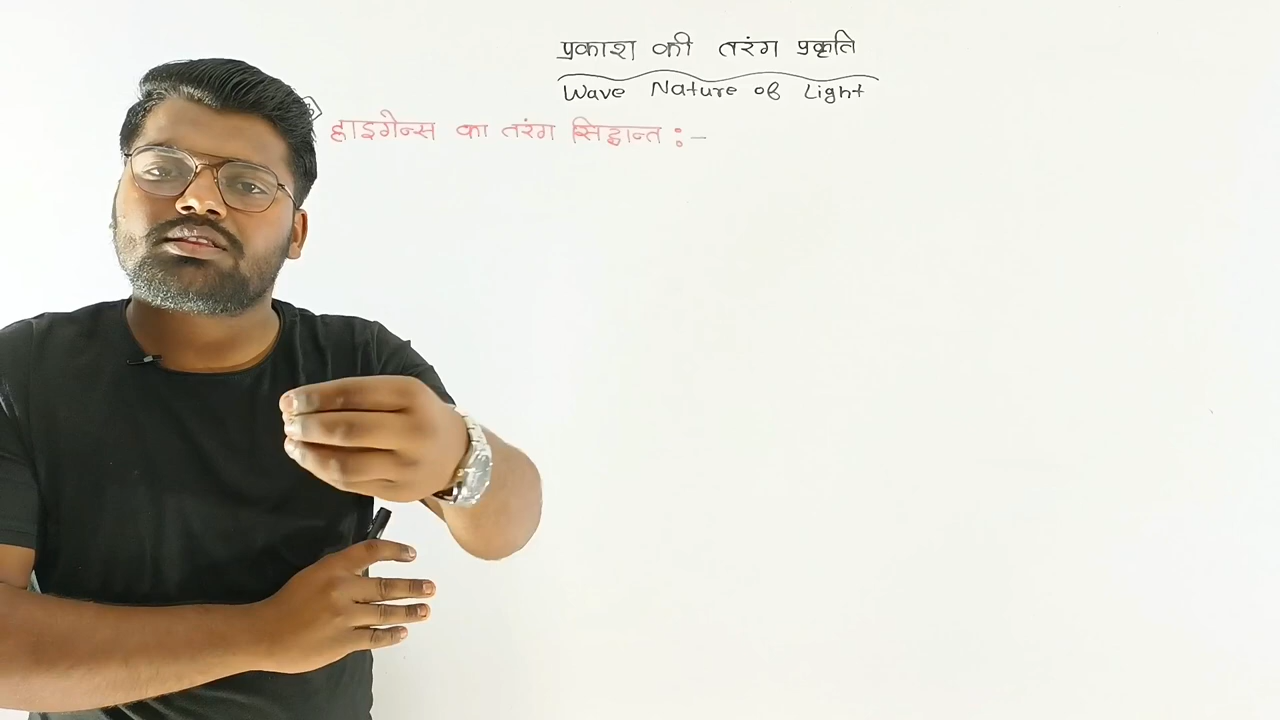 प्रकाश की तरंग प्रकृति
Wave Nature of Light
हाइगेन्स का तरंग सिद्धान्त :-